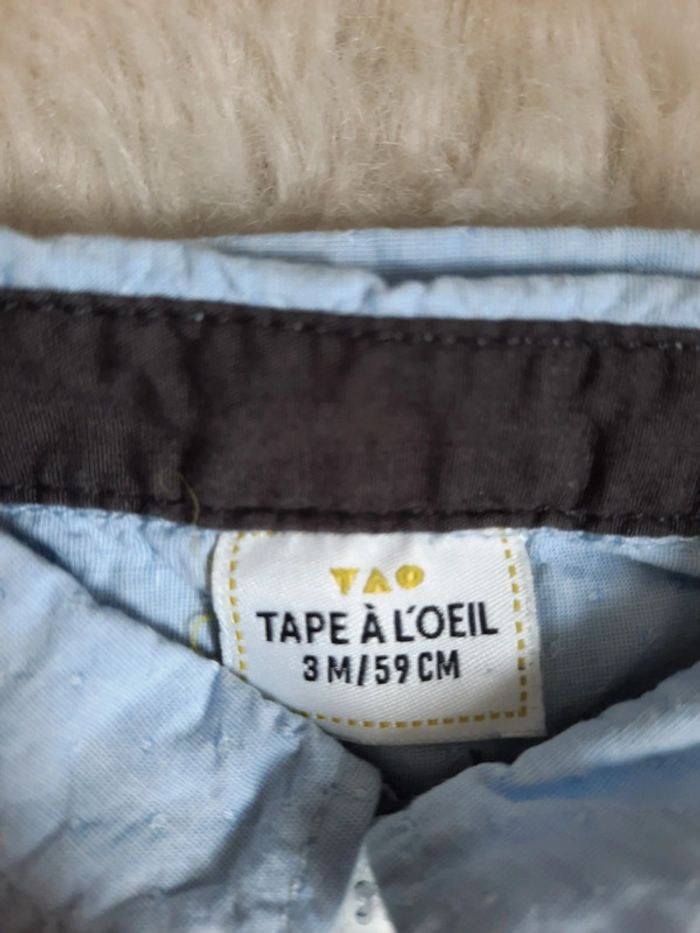 TAO
TAPE À L'OEIL
3 M/59 CM